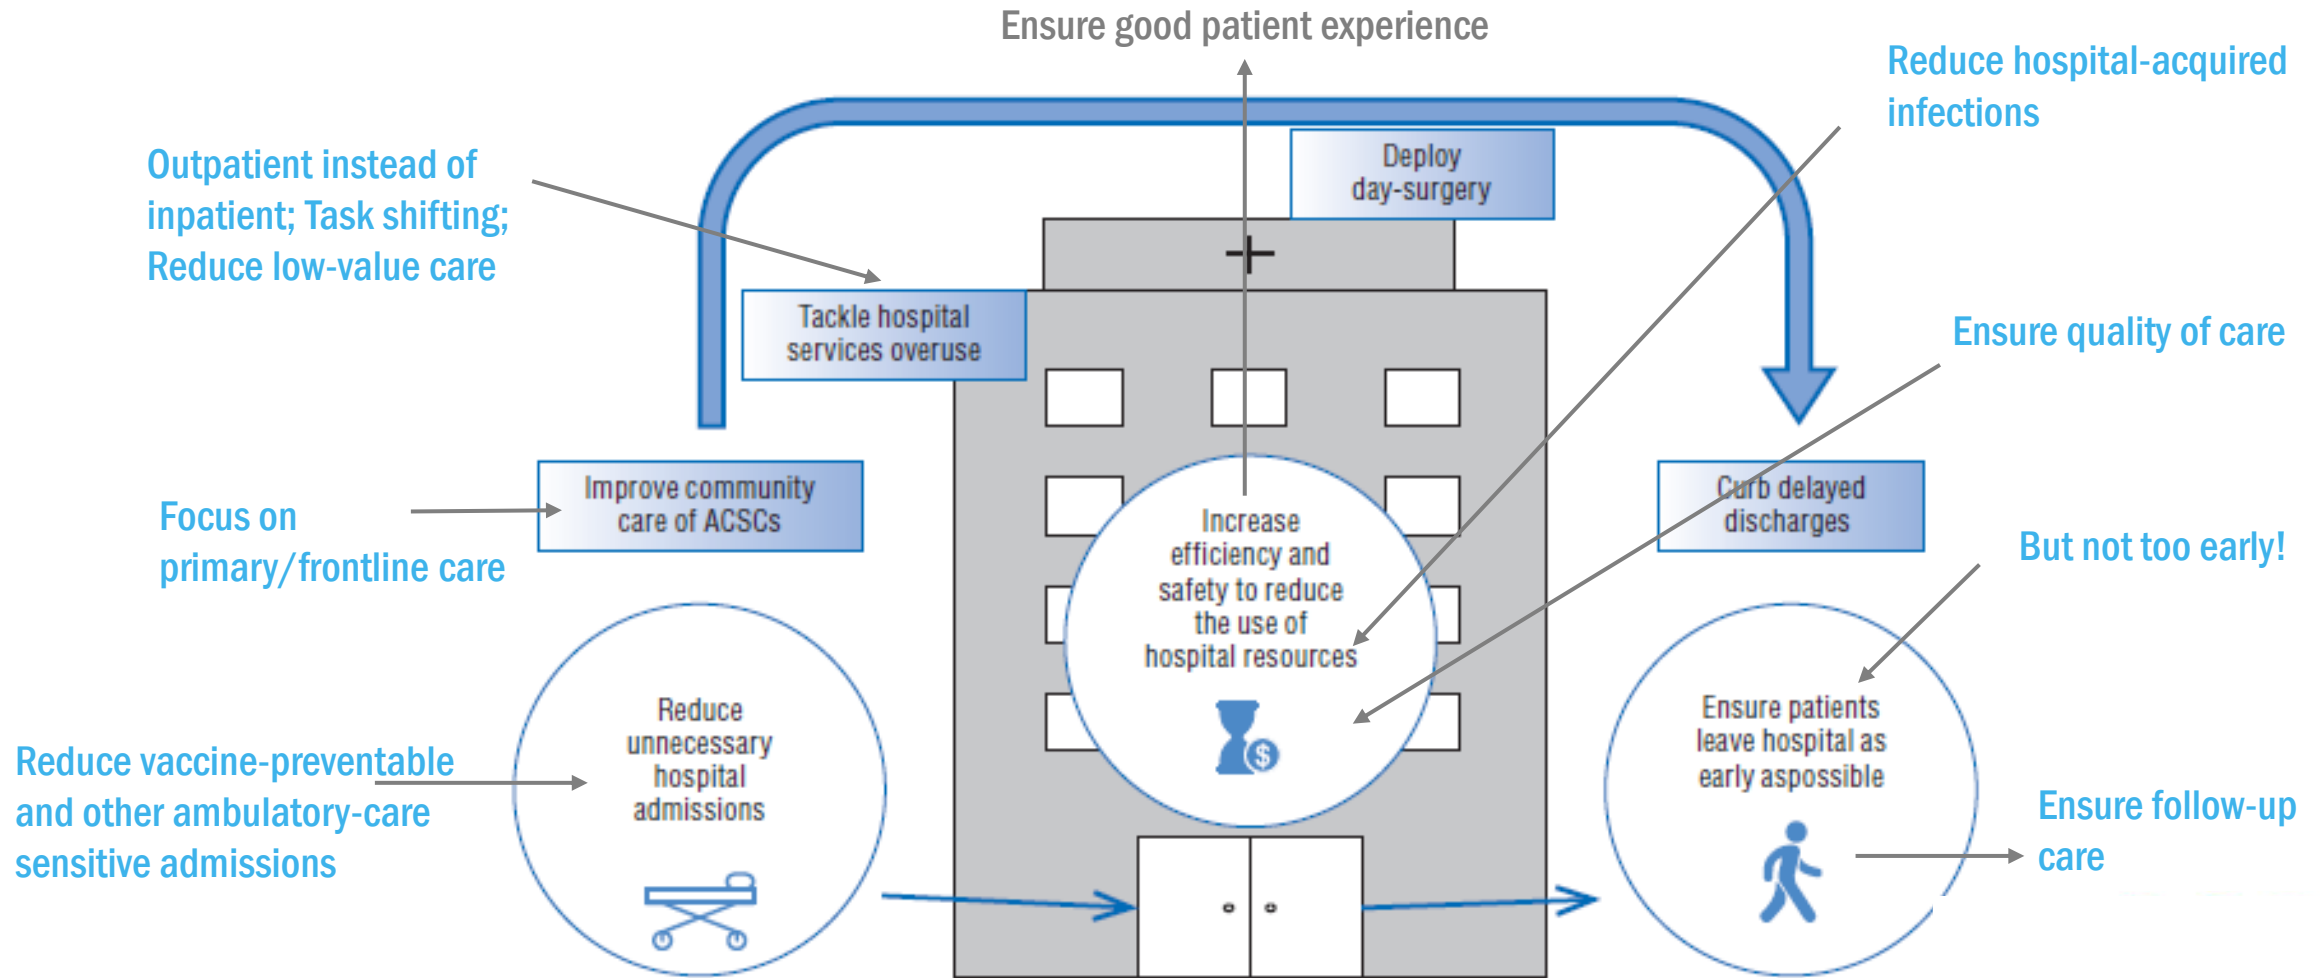 Ensure good patient experience
Reduce hospital-acquired
infections
Outpatient instead of
inpatient; Task shifting;
Reduce low-value care
Deploy
day-surgery
Tackle hospital
services overuse
Ensure quality of care
Focus on
primary/frontline care
Improve community
care of ACSCs
Increase
efficiency and
safety to reduce
the use of
hospital resources
$
Curb delayed
discharges
But not too early!
Reduce vaccine-preventable
and other ambulatory-care
sensitive admissions
Reduce
unnecessary
hospital
admissions
Ensure patients
leave hospital as
early aspossible
Ensure follow-up
care